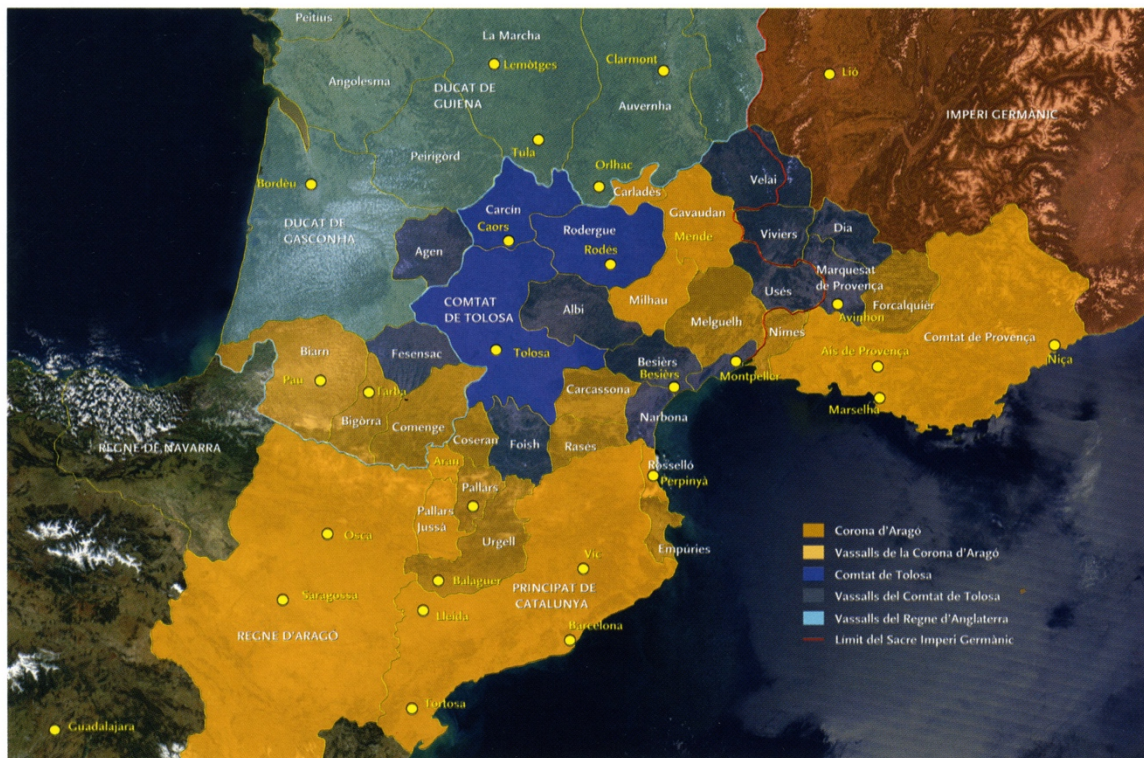 Peitius
La Marcha
Lemòtges
Clarmont
Liò
Angolesma
DUCAT DE
GUIENA
Auvernha
IMPERI GERMÀNIC
Peirigòrd
Tula
Orlhac
Velai
Bordèu
Carladès
Carcín
Gavaudan
DUCAT DE
GASCONHA
Caors
Rodergue
Mende
Viviers
Dia
Agen
Rodés
Marquesat
de Provença
Usés
COMTAT
DE TOLOSA
Albi
Milhau
Melguelh
Avinhon
Forcalquier
Nimes
Comtat de Provença
Biarn
Fesensac
Tolosa
Besièrs
Besièrs
Montpeller
Ais de Provença
Niça
Pau
Tarba
Carcassona
Marselha
Bigòrra
Comenge
Narbona
REGNE DE NAVARRA
Coseran
Foish
Rasés
Aran
Rosselló
Perpinyà
Pallars
Pallars
Jussà
Osca
Urgell
Empúries
Vic
Balaguer
PRINCIPAT DE
CATALUNYA
Saragossa
Lleida
REGNE D'ARAGÓ
Barcelona
Tortosa
Guadalajara
Corona d'Aragó
Vassalls de la Corona d'Aragó
Comtat de Tolosa
Vassalls del Comtat de Tolosa
Vassalls del Regne d'Anglaterra
Límit del Sacre Imperi Germànic